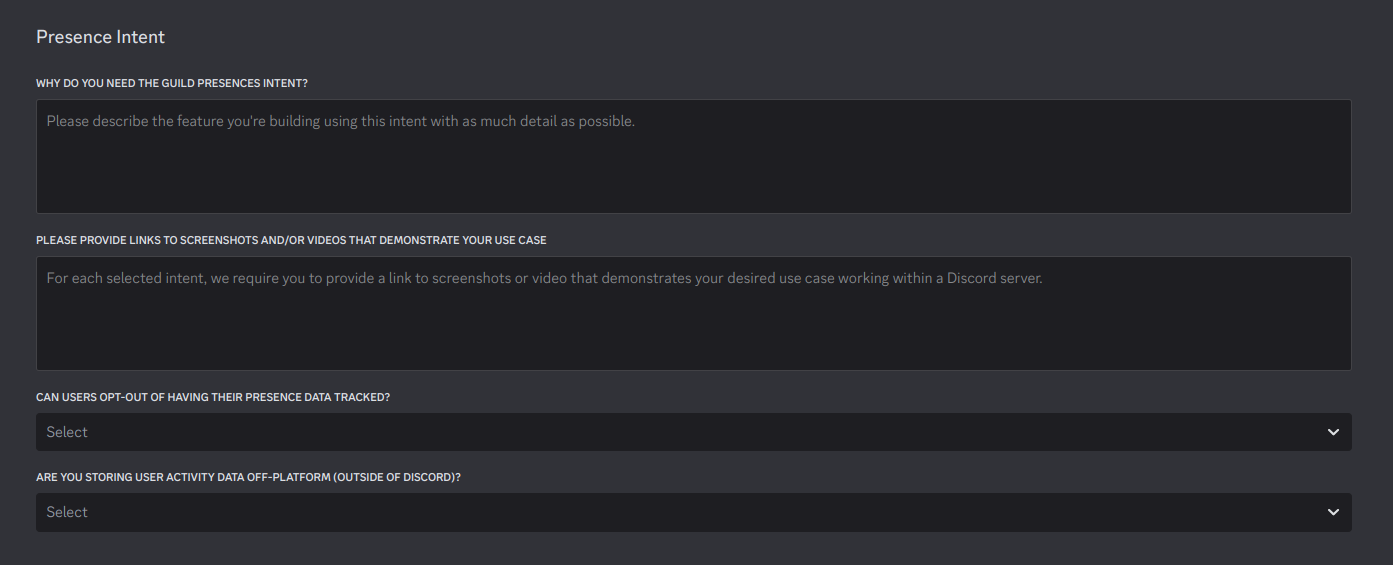 Presence Intent
WHY DO YOU NEED THE GUILD PRESENCES INTENT?
Please describe the feature you're building using this intent with as much detail as possible.
PLEASE PROVIDE LINKS TO SCREENSHOTS AND/OR VIDEOS THAT DEMONSTRATE YOUR USE CASE
For each selected intent, we require you to provide a link to screenshots or video that demonstrates your desired use case working within a Discord server.
CAN USERS OPT-OUT OF HAVING THEIR PRESENCE DATA TRACKED?
Select
ARE YOU STORING USER ACTIVITY DATA OFF-PLATFORM (OUTSIDE OF DISCORD)?
Select